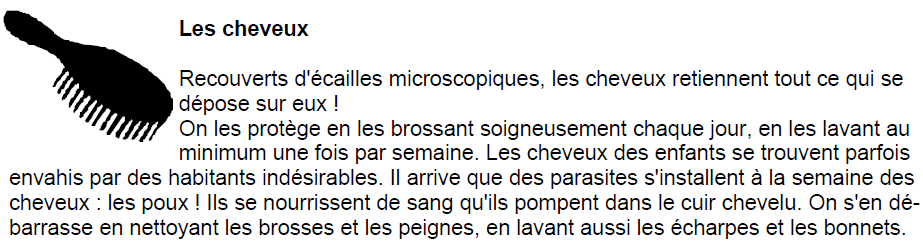 Les cheveux
Recouverts d'écailles microscopiques, les cheveux retiennent tout ce qui se
dépose sur eux !
On les protège en les brossant soigneusement chaque jour, en les lavant au
minimum une fois par semaine. Les cheveux des enfants se trouvent parfois
envahis par des habitants indésirables. Il arrive que des parasites s'installent à la semaine des
cheveux : les poux ! Ils se nourrissent de sang qu'ils pompent dans le cuir chevelu. On s'en dé-
barrasse en nettoyant les brosses et les peignes, en lavant aussi les écharpes et les bonnets.